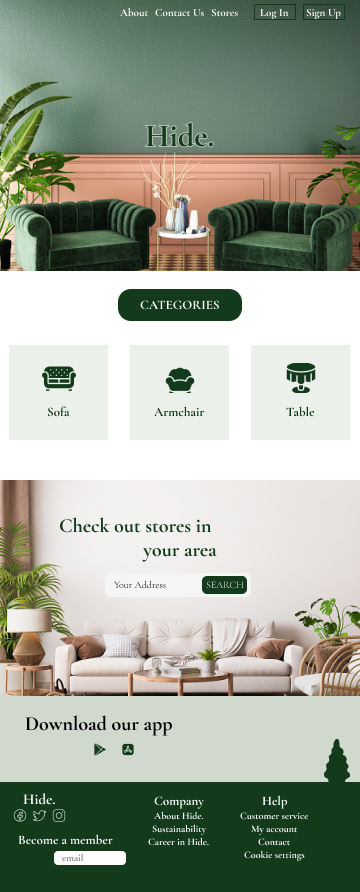 About Contact Us Stores Log In Sign Up
Hide.
CATEGORIES
Sofa Armchair Table
Check out stores in
your area
Your Address SEARCH
Download our app
Hide.
Become a member
email
Company
About Hide.
Sustainability
Career in Hide.
Help
Customer service
My account
Contact
Cookie settings